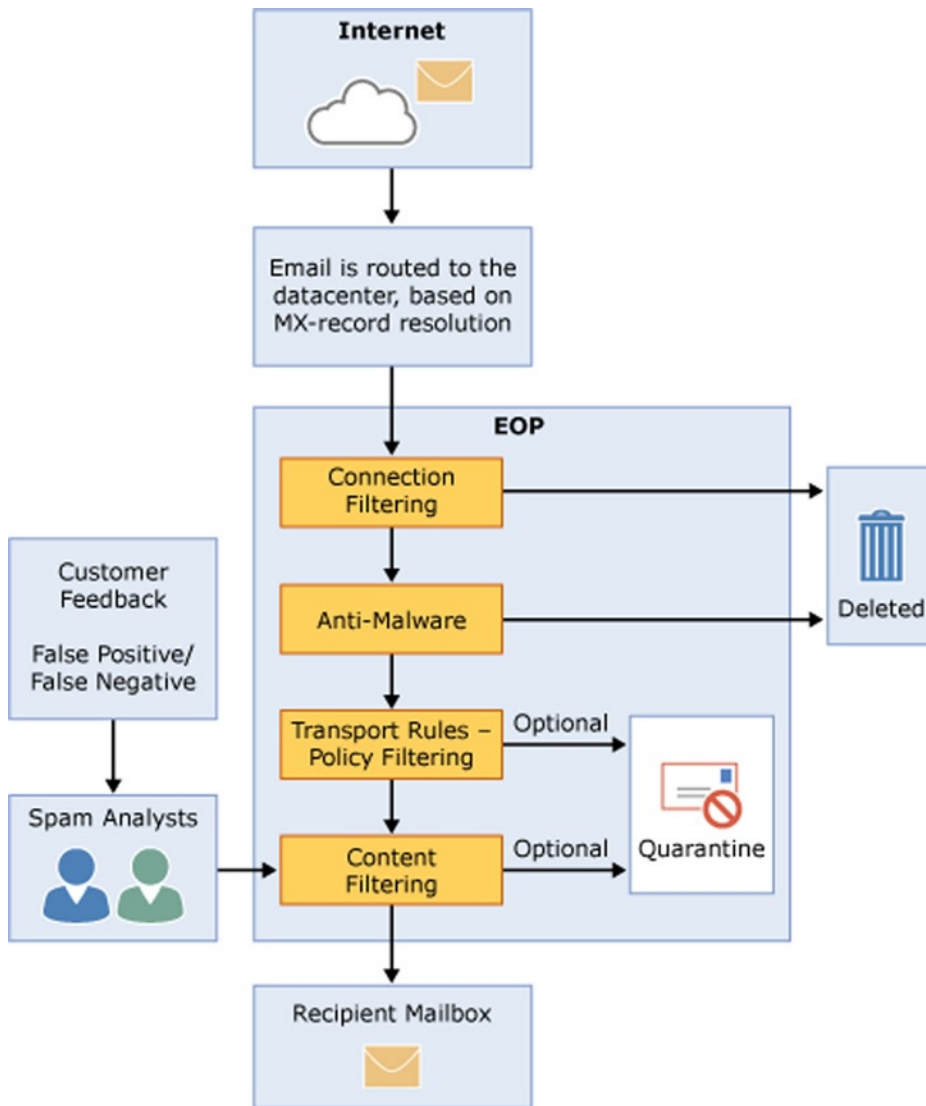 Internet
Email is routed to the
datacenter, based on
MX-record resolution
EOP
Connection
Filtering
Deleted
Anti-Malware
Customer
Feedback
False Positive/
False Negative
Transport Rules –
Policy Filtering
Optional
Quarantine
Spam Analysts
Content
Filtering
Optional
Recipient Mailbox